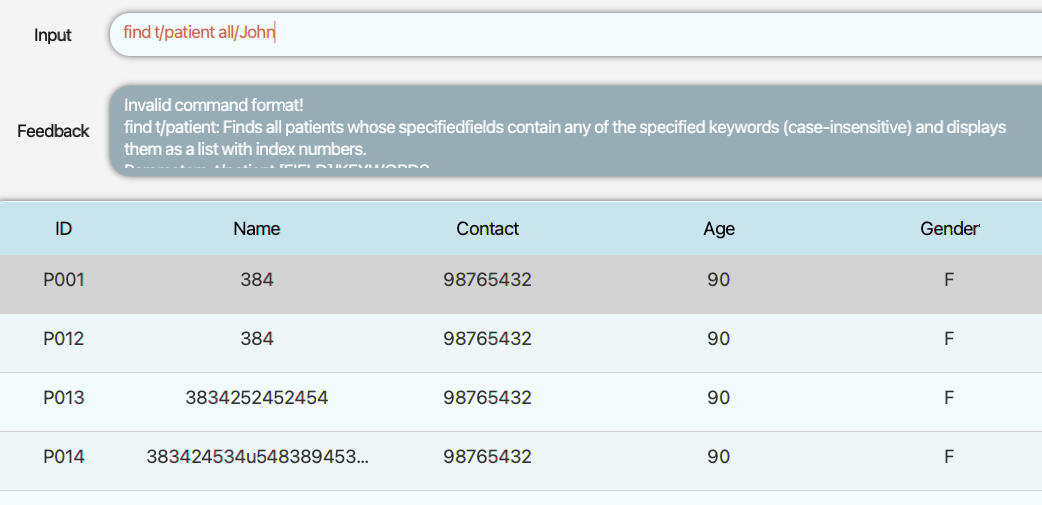 Input find t/patient all/John
Feedback
Invalid command format!
find t/patient: Finds all patients whose specifiedfields contain any of the specified keywords (case-insensitive) and displays
them as a list with index numbers.
ID Name Contact Age Gender
P001 384 98765432 90 F
P012 384 98765432 90 F
P013 3834252452454 98765432 90 F
P014 383424534u548389453... 98765432 90 F